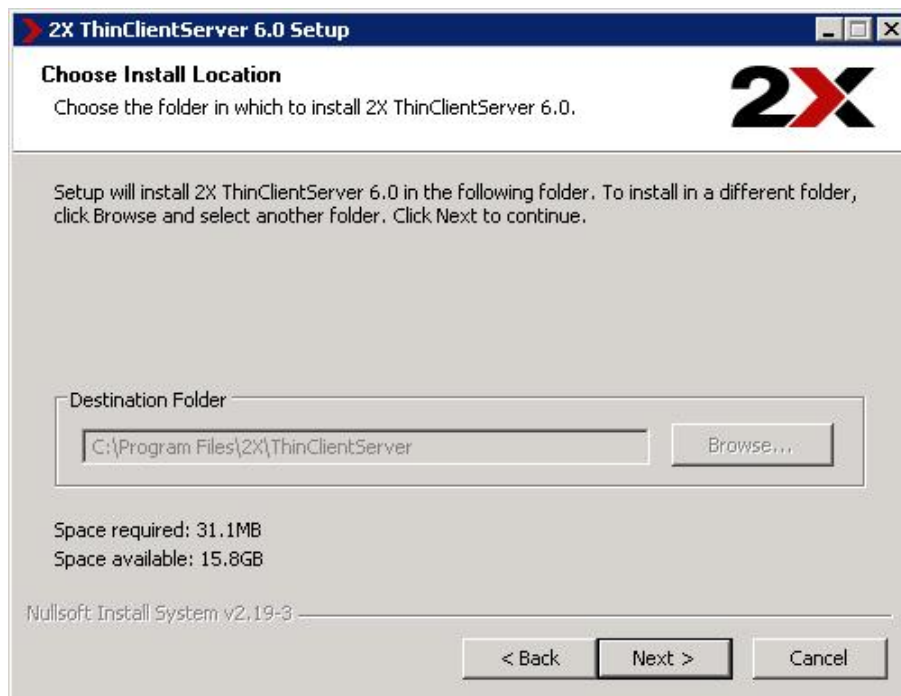 2X ThinClientServer 6.0 Setup
Choose Install Location
Choose the folder in which to install 2X ThinClientServer 6.0.
2X
Setup will install 2X ThinClientServer 6.0 in the following folder. To install in a different folder,
click Browse and select another folder. Click Next to continue.
Destination Folder
C:\Program Files\2X\ThinClientServer
Browse...
Space required: 31.1MB
Space available: 15.8GB
Nullsoft Install System v2.19-3
< Back
Next >
Cancel